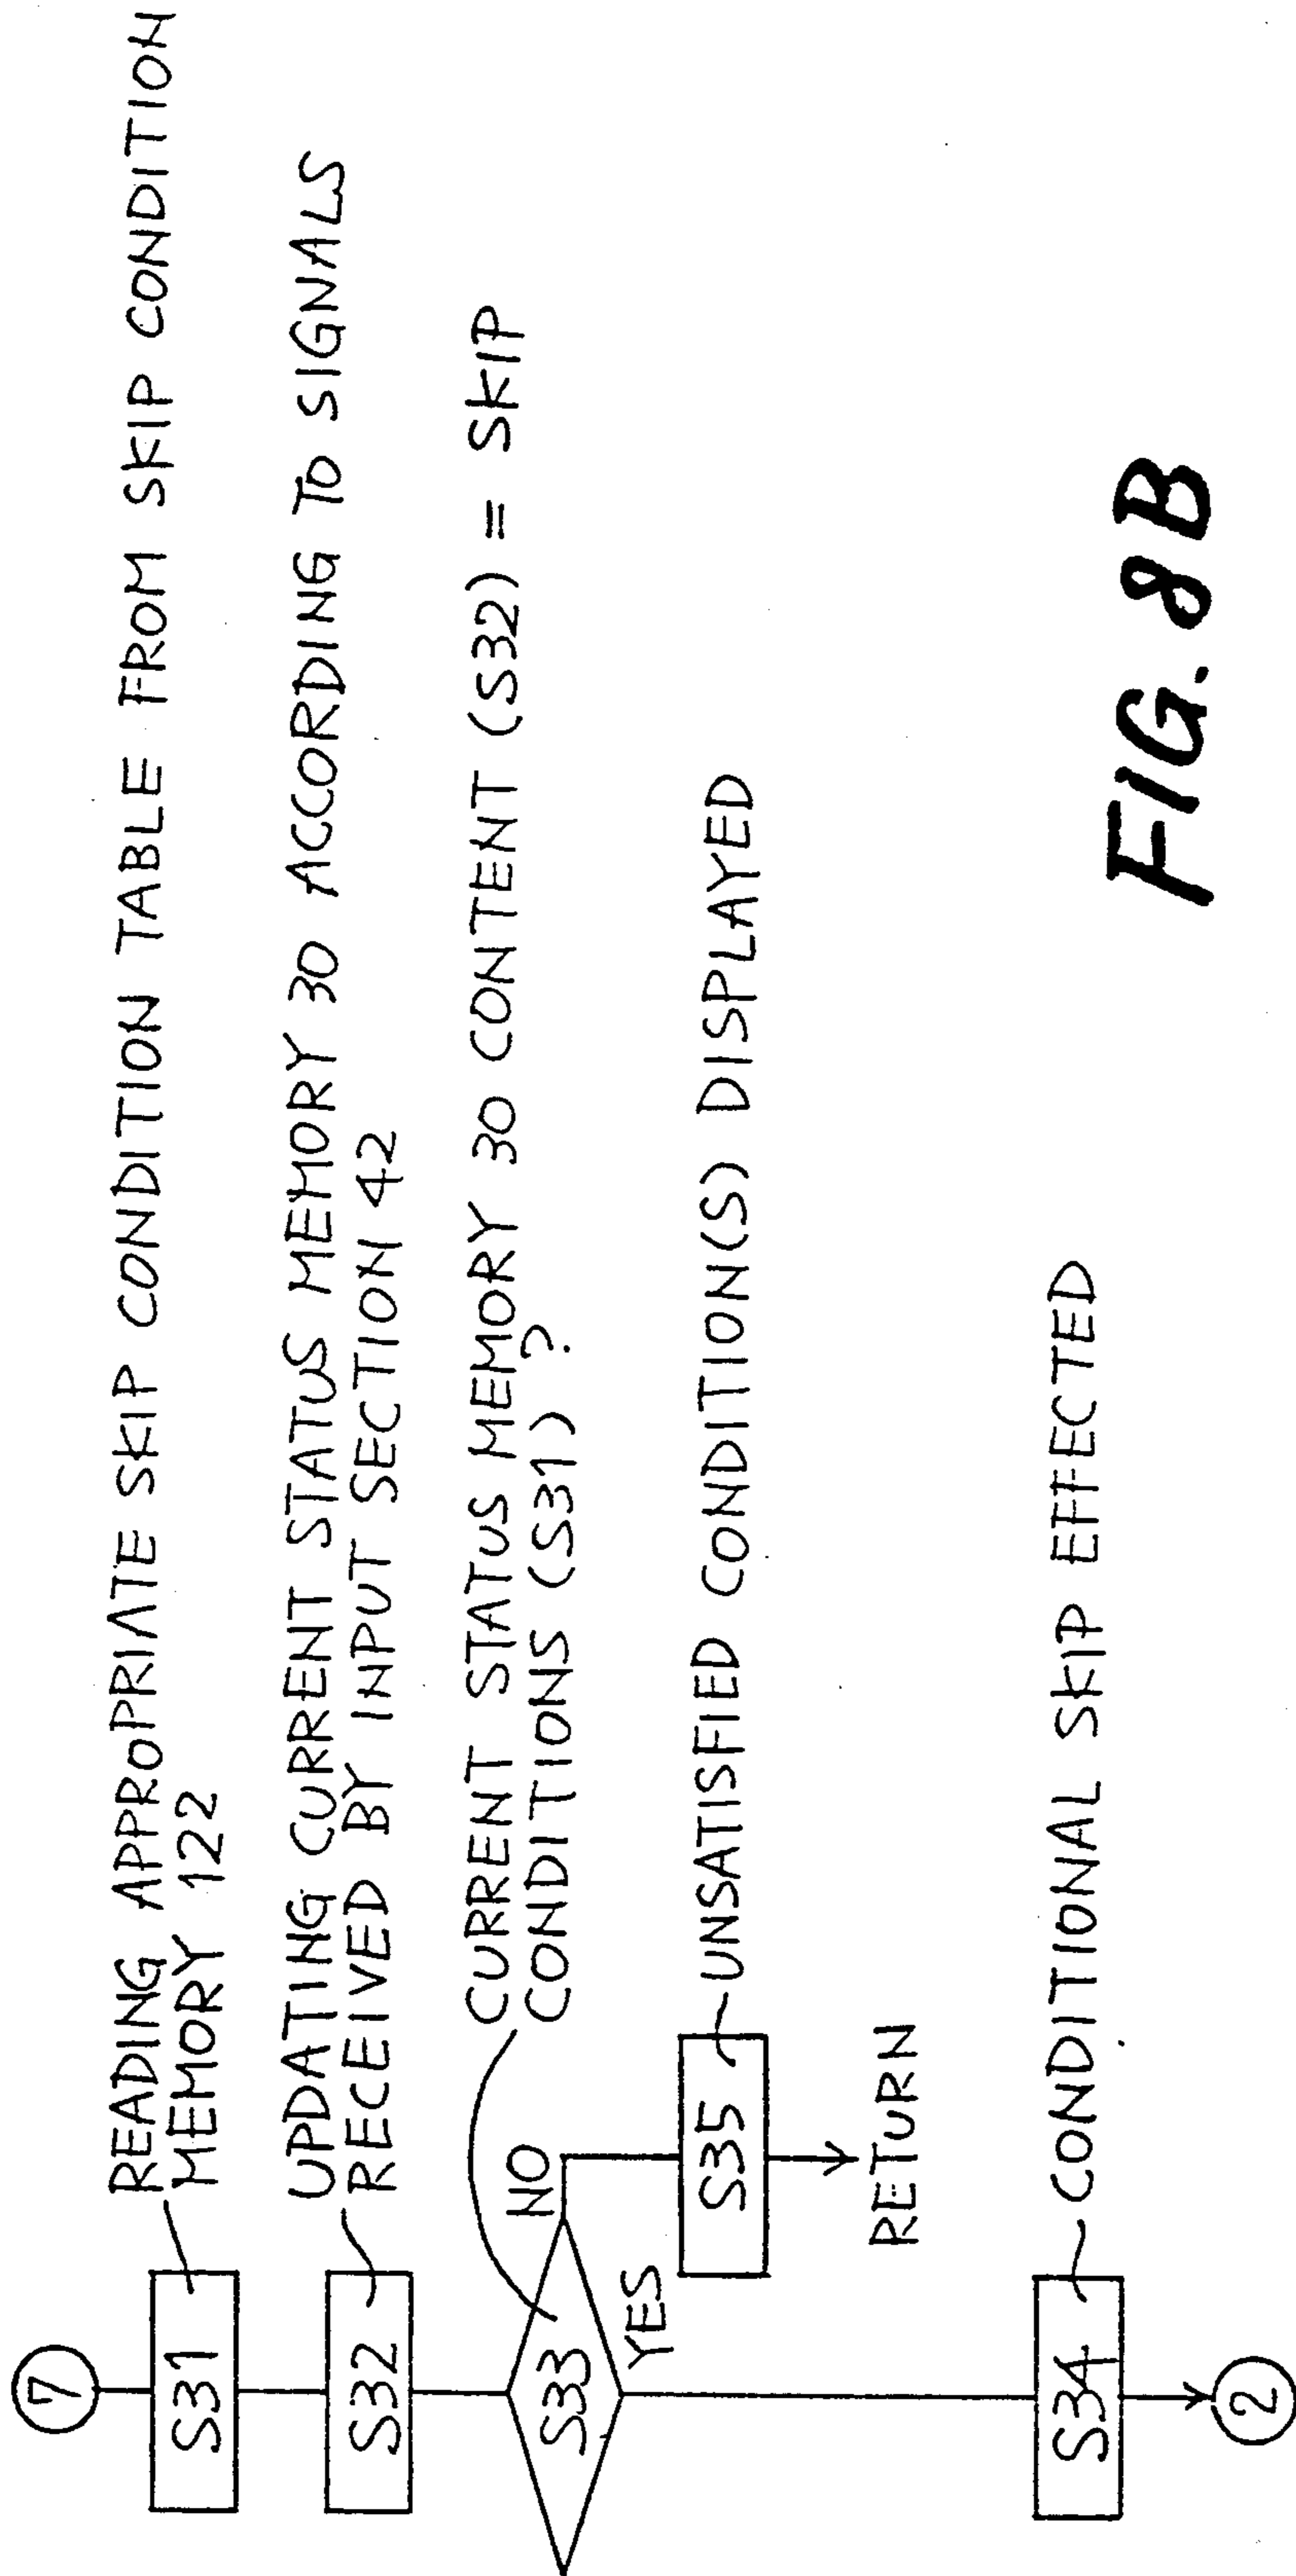 7
S31
READING APPROPRIATE SKIP CONDITION TABLE FROM SKIP CONDITION
MEMORY 122
S32
UPDATING CURRENT STATUS MEMORY 30 ACCORDING TO SIGNALS
RECEIVED BY INPUT SECTION 42
S33
CURRENT STATUS MEMORY 30 CONTENT (S32) = SKIP
CONDITIONS (S31) ?
NO
YES
S35
UNSATISFIED CONDITION(S) DISPLAYED
RETURN
S34
CONDITIONAL SKIP EFFECTED
2
FIG. 8B